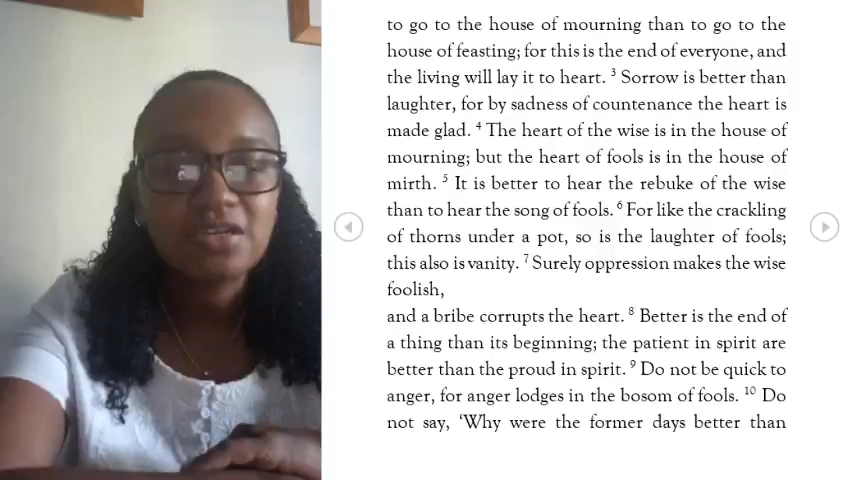 to go to the house of mourning than to go to the
house of feasting; for this is the end of everyone, and
the living will lay it to heart. ³ Sorrow is better than
laughter, for by sadness of countenance the heart is
made glad. ⁴ The heart of the wise is in the house of
mourning; but the heart of fools is in the house of
mirth. ⁵ It is better to hear the rebuke of the wise
than to hear the song of fools. ⁶ For like the crackling
of thorns under a pot, so is the laughter of fools;
this also is vanity. ⁷ Surely oppression makes the wise
foolish,
and a bribe corrupts the heart. ⁸ Better is the end of
a thing than its beginning; the patient in spirit are
better than the proud in spirit. ⁹ Do not be quick to
anger, for anger lodges in the bosom of fools. ¹⁰ Do
not say, ‘Why were the former days better than